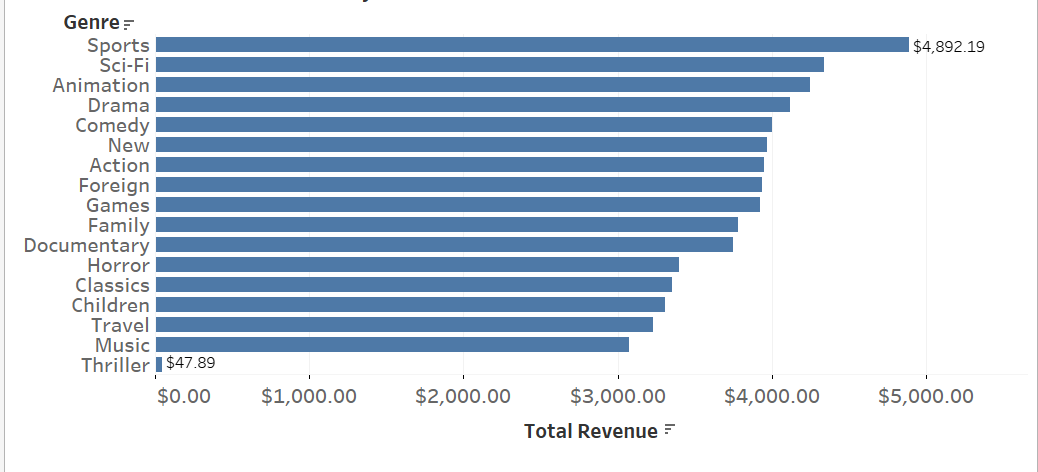 Genre
Sports $4,892.19
Sci-Fi
Animation
Drama
Comedy
New
Action
Foreign
Games
Family
Documentary
Horror
Classics
Children
Travel
Music
Thriller $47.89
$0.00 $1,000.00 $2,000.00 $3,000.00 $4,000.00 $5,000.00
Total Revenue